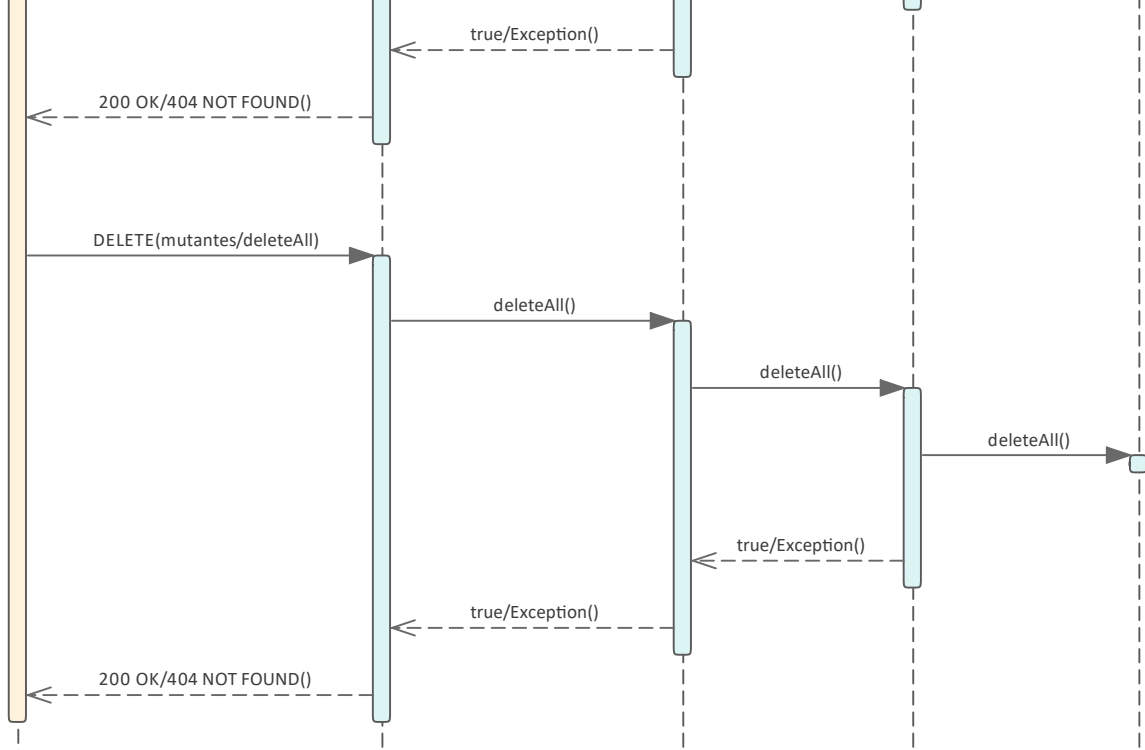 true/Exception()
200 OK/404 NOT FOUND()
DELETE(mutantes/deleteAll)
deleteAll()
deleteAll()
deleteAll()
true/Exception()
true/Exception()
200 OK/404 NOT FOUND()